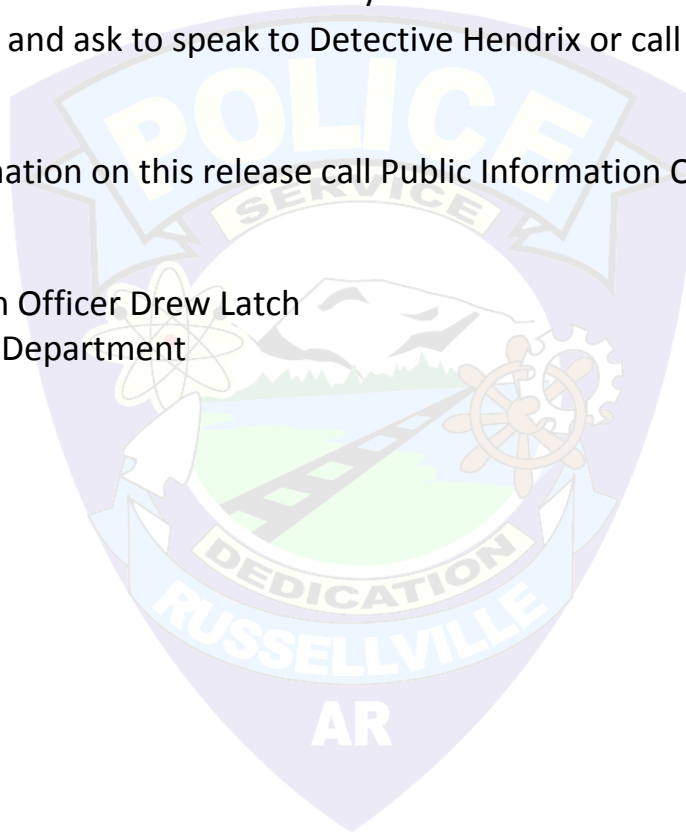 and ask to speak to Detective Hendrix or call
POLICE
ation on this release call Public Information
SERVICE
Officer Drew Latch
Department
DEDICATION
RUSSELLVILLE
AR